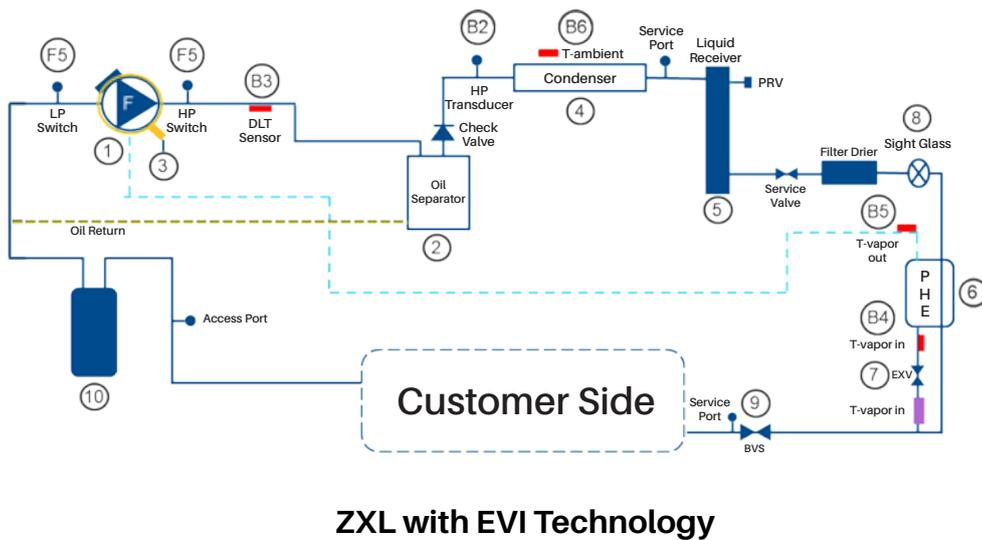 B2
B6
T-ambient
Service
Port
Liquid
Receiver
F5
F5
B3
Condenser
PRV
F
LP
Switch
HP
Switch
DLT
Sensor
HP
Transducer
Check
Valve
4
8
1
3
Sight Glass
Filter Drier
Oil
Separator
Service
Valve
5
B5
Oil Return
2
T-vapor
out
P
H
E
6
Access Port
B4
T-vapor in
7
EXV
10
Customer Side
Service
Port
9
T-vapor in
BVS
ZXL with EVI Technology